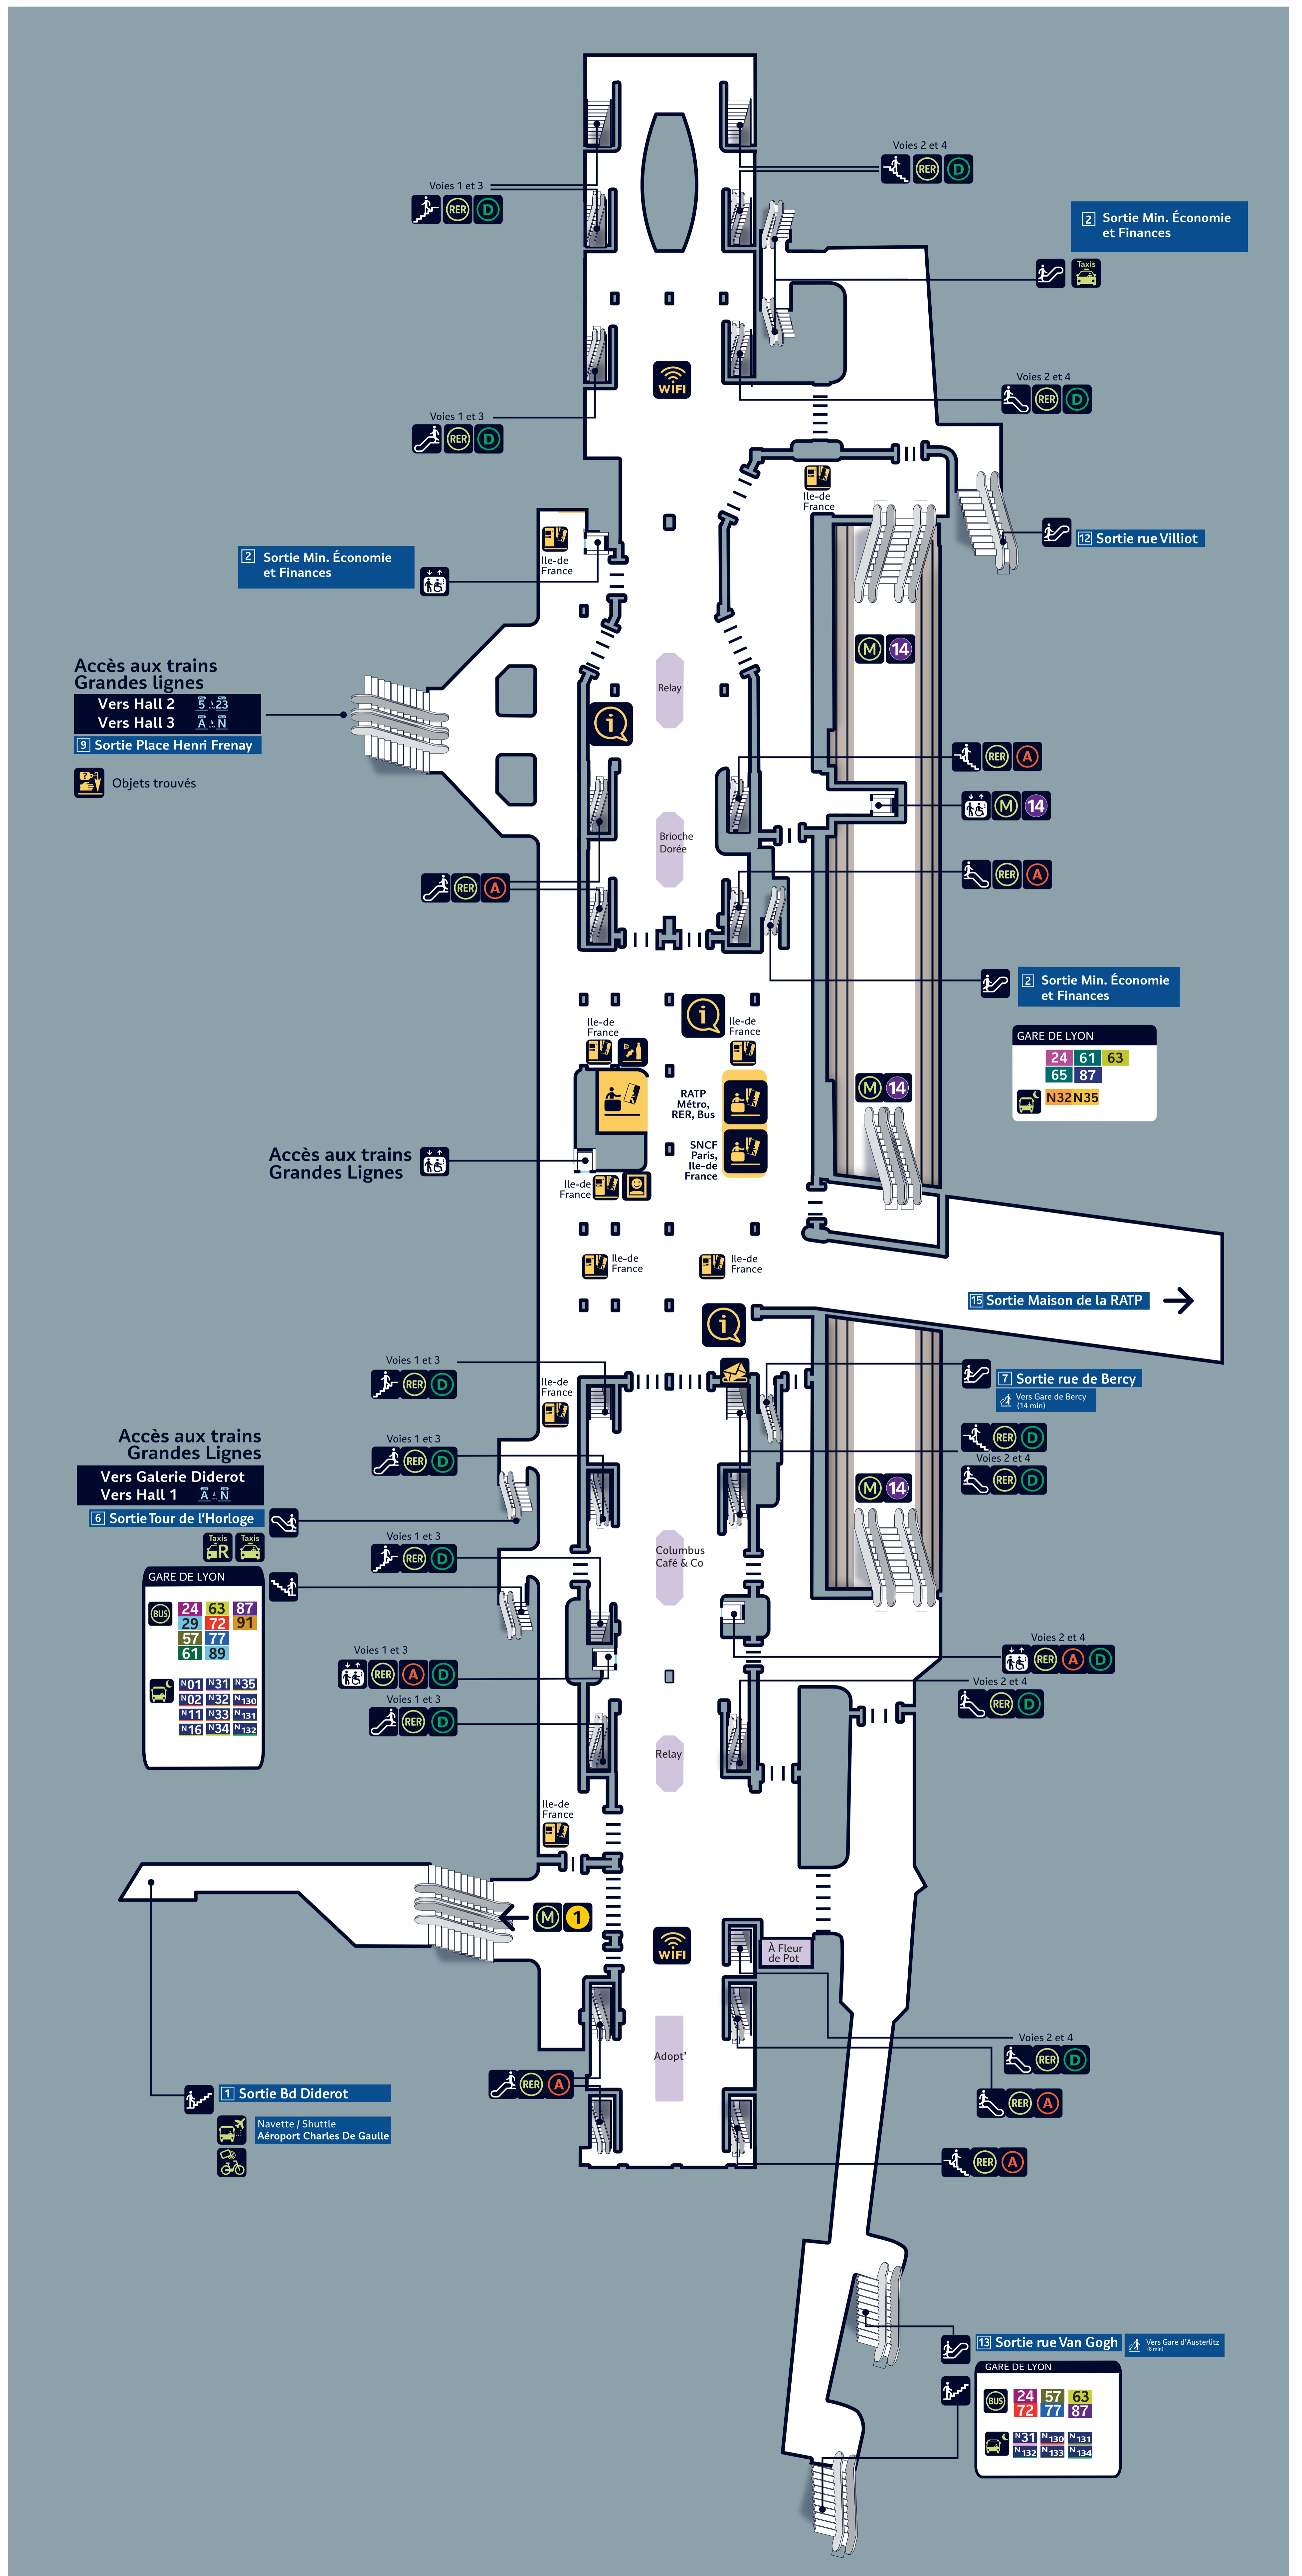 Voies 2 et 4
RER D
Voies 1 et 3
RER D
2 Sortie Min. Économie
et Finances
Taxis
Voies 2 et 4
RER D
WiFi
Voies 1 et 3
RER D
Ile-de
France
12 Sortie rue Villiot
2 Sortie Min. Économie
et Finances
Ile-de
France
M 14
Accès aux trains
Grandes lignes
Vers Hall 2 5 à 23
Vers Hall 3 A à N
9 Sortie Place Henri Frenay
Objets trouvés
Relay
i
RER A
M 14
Brioche
Dorée
RER A
RER A
2 Sortie Min. Économie
et Finances
i
Ile-de
France
Ile-de
France
GARE DE LYON
24 61 63
65 87
N32 N35
M 14
RATP
Métro,
RER, Bus
SNCF
Paris,
Ile-de
France
Accès aux trains
Grandes Lignes
Ile-de
France
Ile-de
France
Ile-de
France
15 Sortie Maison de la RATP
i
Voies 1 et 3
RER D
Ile-de
France
7 Sortie rue de Bercy
Vers Gare de Bercy
(14 min)
RER D
Voies 2 et 4
RER D
Voies 1 et 3
RER D
Accès aux trains
Grandes Lignes
Vers Galerie Diderot
Vers Hall 1 A à N
6 Sortie Tour de l'Horloge
Taxis R Taxis
M 14
Voies 1 et 3
RER D
Columbus
Café & Co
GARE DE LYON
BUS 24 63 87
29 72 91
57 77
61 89
N01 N31 N35
N02 N32 N130
N11 N33 N131
N16 N34 N132
Voies 1 et 3
RER A D
Voies 2 et 4
RER A D
Voies 2 et 4
RER D
Voies 1 et 3
RER D
Relay
Ile-de
France
M 1
WiFi
À Fleur
de Pot
Voies 2 et 4
RER D
Adopt'
RER A
RER A
1 Sortie Bd Diderot
Navette / Shuttle
Aéroport Charles De Gaulle
RER A
13 Sortie rue Van Gogh
Vers Gare d'Austerlitz
(8 min)
GARE DE LYON
BUS 24 57 63
72 77 87
N31 N130 N131
N132 N133 N134